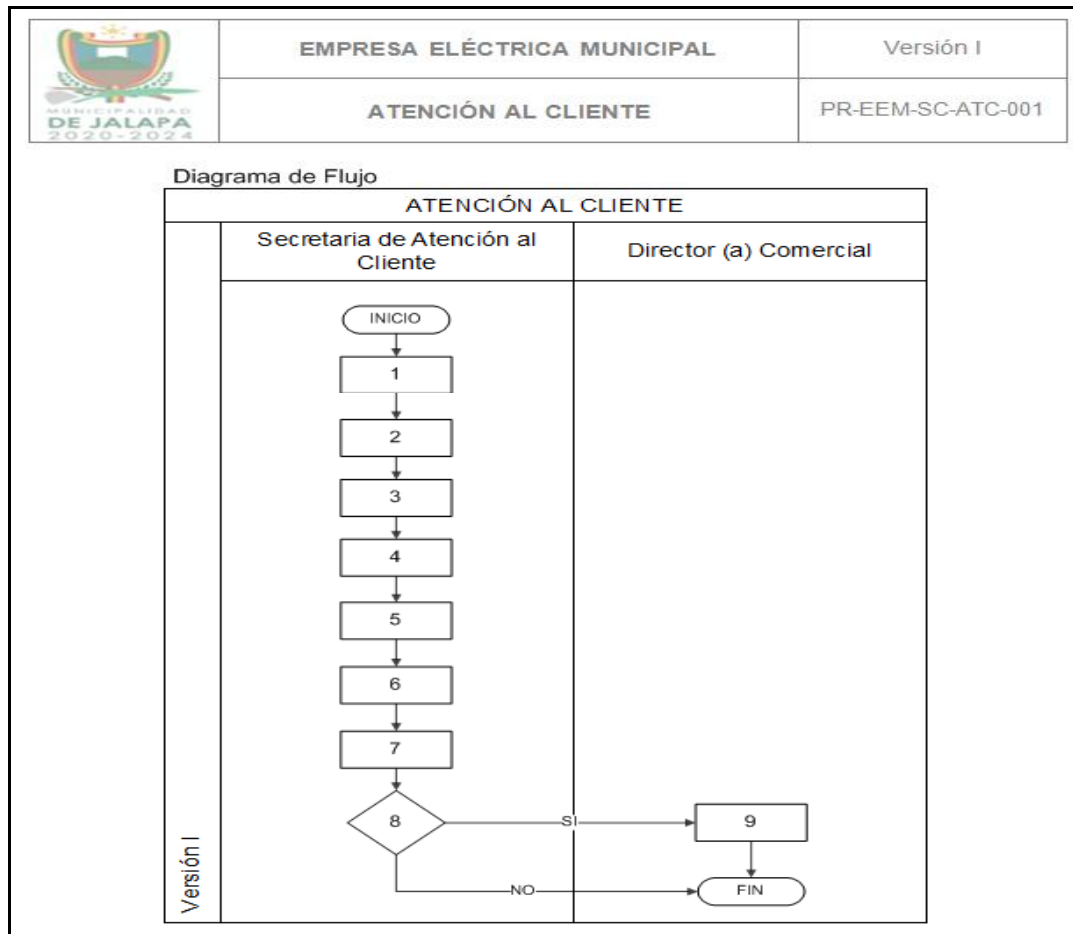 EMPRESA ELÉCTRICA MUNICIPAL
Versión I
MUNICIPALIDAD
DE JALAPA
2020-2024
ATENCIÓN AL CLIENTE
PR-EEM-SC-ATC-001
Diagrama de Flujo
ATENCIÓN AL CLIENTE
Secretaria de Atención al
Cliente
Director (a) Comercial
INICIO
1
2
3
4
5
6
7
8
SI
9
NO
FIN
Versión I